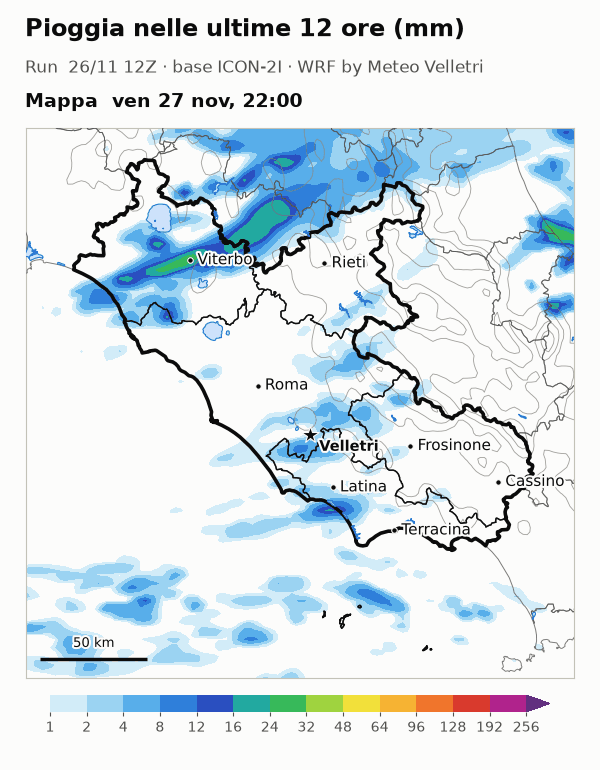 Pioggia nelle ultime 12 ore (mm)
Run 26/11 12Z · base ICON-2I · WRF by Meteo Velletri
Mappa ven 27 nov, 22:00
Viterbo
Rieti
Roma
Velletri
Frosinone
Latina
Cassino
Terracina
50 km
1 2 4 8 12 16 24 32 48 64 96 128 192 256